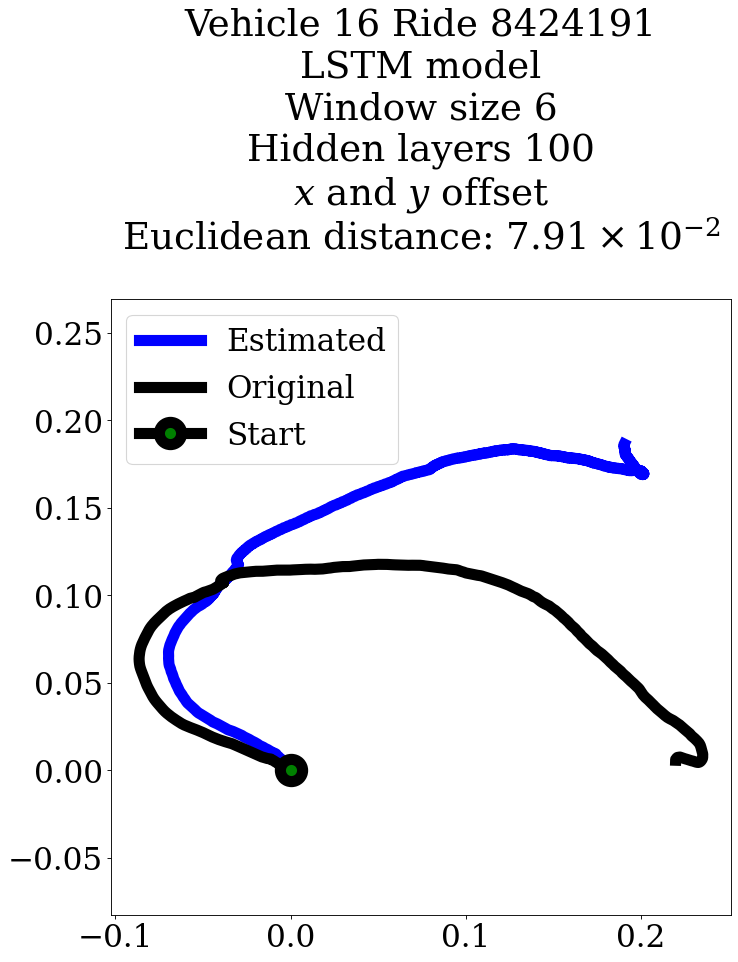 Vehicle 16 Ride 8424191
LSTM model
Window size 6
Hidden layers 100
x and y offset
Euclidean distance: 7.91 × 10⁻²
Estimated
Original
Start
0.25
0.20
0.15
0.10
0.05
0.00
−0.05
−0.1 0.0 0.1 0.2